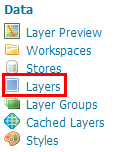 Data
Layer Preview
Workspaces
Stores
Layers
Layer Groups
Cached Layers
Styles